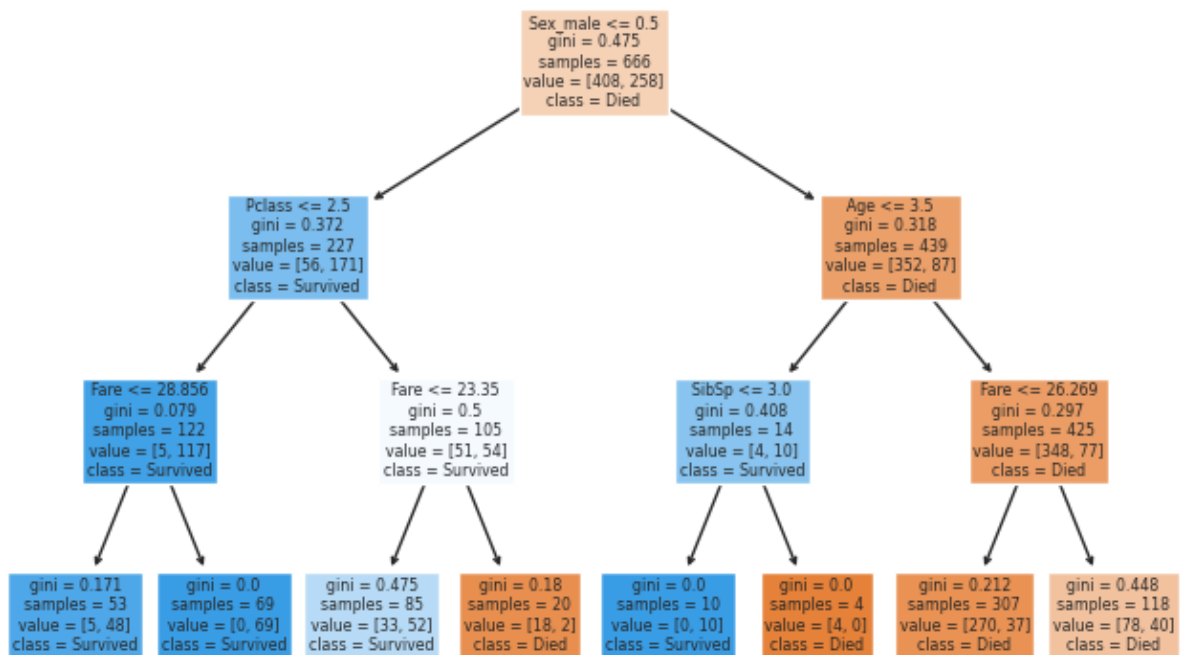 Sex_male <= 0.5
gini = 0.475
samples = 666
value = [408, 258]
class = Died
Pclass <= 2.5
gini = 0.372
samples = 227
value = [56, 171]
class = Survived
Age <= 3.5
gini = 0.318
samples = 439
value = [352, 87]
class = Died
Fare <= 28.856
gini = 0.079
samples = 122
value = [5, 117]
class = Survived
Fare <= 23.35
gini = 0.5
samples = 105
value = [51, 54]
class = Survived
SibSp <= 3.0
gini = 0.408
samples = 14
value = [4, 10]
class = Survived
Fare <= 26.269
gini = 0.297
samples = 425
value = [348, 77]
class = Died
gini = 0.171
samples = 53
value = [5, 48]
class = Survived
gini = 0.0
samples = 69
value = [0, 69]
class = Survived
gini = 0.475
samples = 85
value = [33, 52]
class = Survived
gini = 0.18
samples = 20
value = [18, 2]
class = Died
gini = 0.0
samples = 10
value = [0, 10]
class = Survived
gini = 0.0
samples = 4
value = [4, 0]
class = Died
gini = 0.212
samples = 307
value = [270, 37]
class = Died
gini = 0.448
samples = 118
value = [78, 40]
class = Died